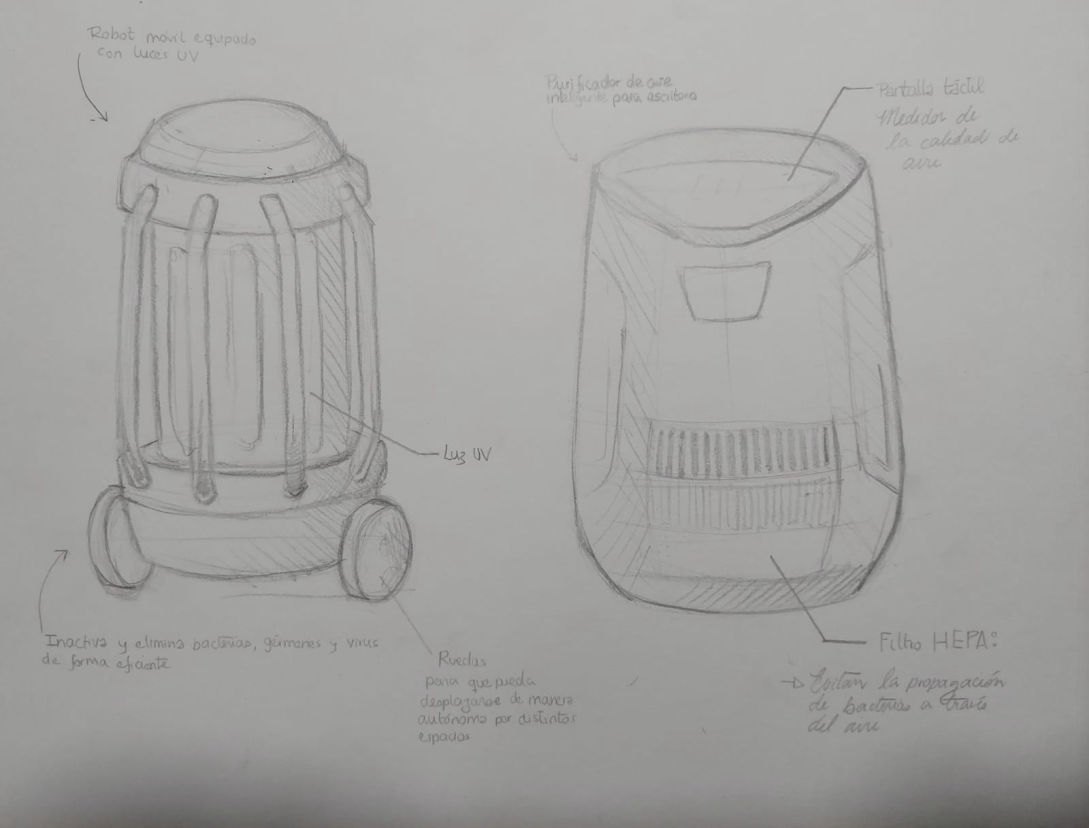 Robot movil equipado
con luces UV
Luz UV
Inactiva y elimina bacterias, gérmenes y virus
de forma eficiente
Ruedas
para que pueda
desplazarse de manera
autónoma por distintos
espacios
Purificador de aire
inteligente para
Pantalla táctil
Medidor de
la calidad de
aire
Filtro HEPA:
→ Evitan la propagación
de bacterias a través
del aire